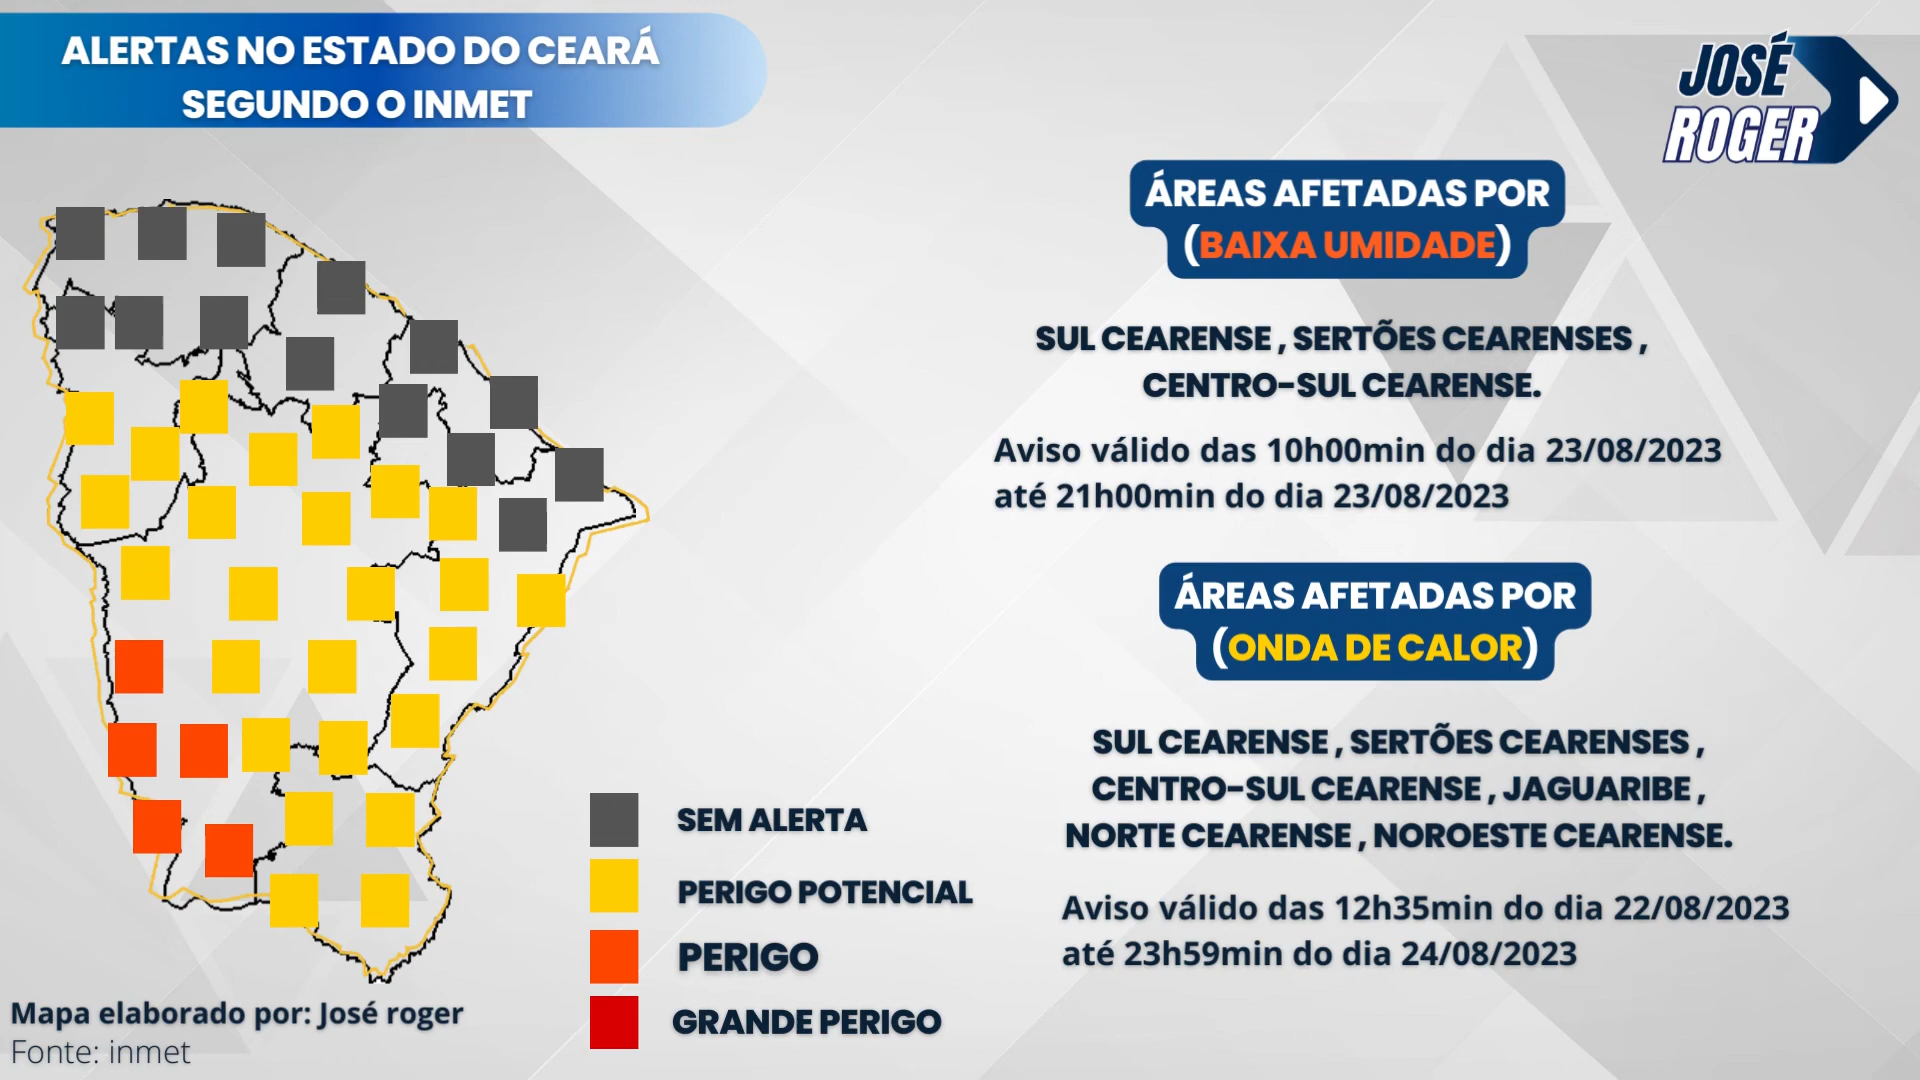 ALERTAS NO ESTADO DO CEARÁ
SEGUNDO O INMET
JOSÉ
ROGER
ÁREAS AFETADAS POR
(BAIXA UMIDADE)
SUL CEARENSE , SERTÕES CEARENSES ,
CENTRO-SUL CEARENSE.
Aviso válido das 10h00min do dia 23/08/2023
até 21h00min do dia 23/08/2023
ÁREAS AFETADAS POR
(ONDA DE CALOR)
SUL CEARENSE , SERTÕES CEARENSES ,
CENTRO-SUL CEARENSE , JAGUARIBE ,
NORTE CEARENSE , NOROESTE CEARENSE.
Aviso válido das 12h35min do dia 22/08/2023
até 23h59min do dia 24/08/2023
SEM ALERTA
PERIGO POTENCIAL
PERIGO
GRANDE PERIGO
Mapa elaborado por: José roger
Fonte: inmet